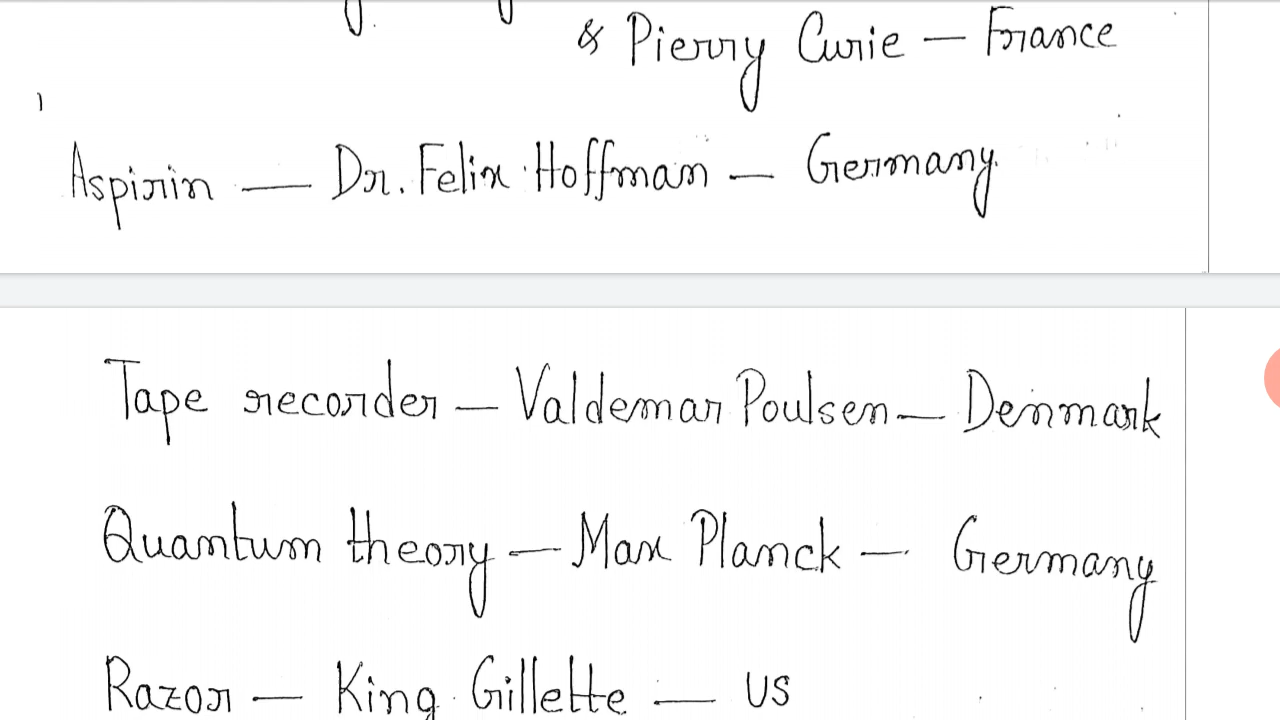 & Pierry Curie — France
Aspirin — Dr. Felix Hoffman — Germany.
Tape recorder — Valdemar Poulsen — Denmark
Quantum theory — Max Planck — Germany
Razor — King Gillette — US